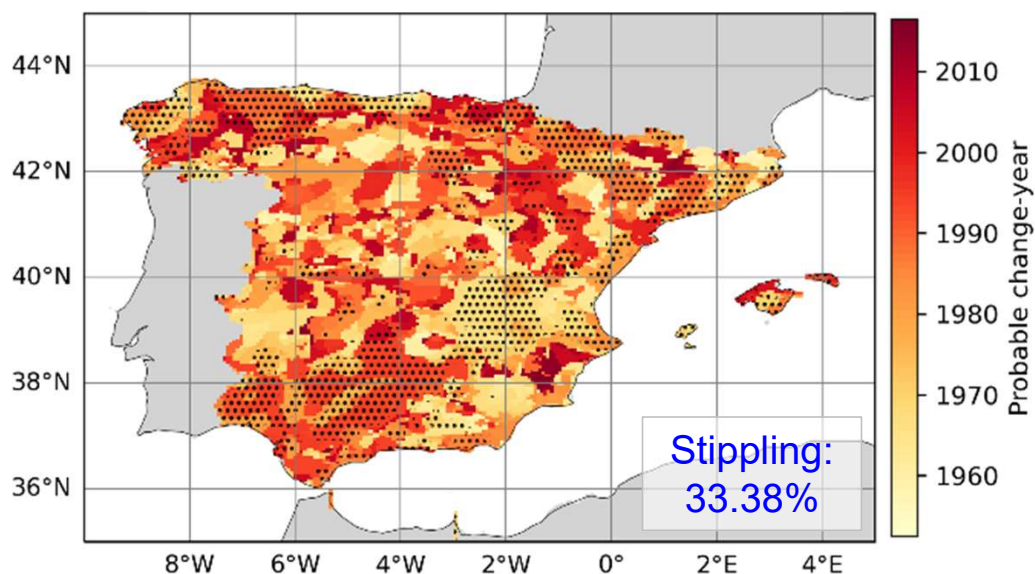 44°N
42°N
40°N
38°N
36°N
8°W 6°W 4°W 2°W 0° 2°E 4°E
Stippling:
33.38%
2010
2000
1990
1980
1970
1960
Probable change-year